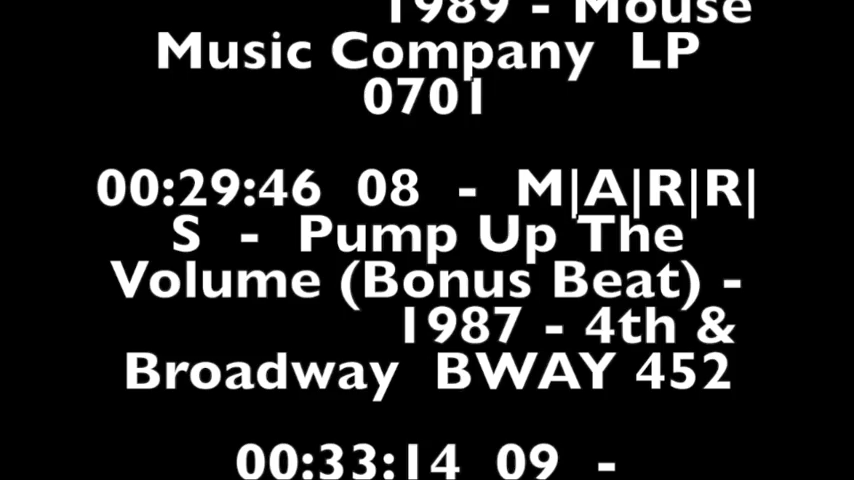 1989 - Mouse
Music Company  LP
0701
00:29:46  08  -  M|A|R|R|
S  -  Pump Up The
Volume (Bonus Beat) -
1987 - 4th &
Broadway  BWAY 452
00:33:14  09  -